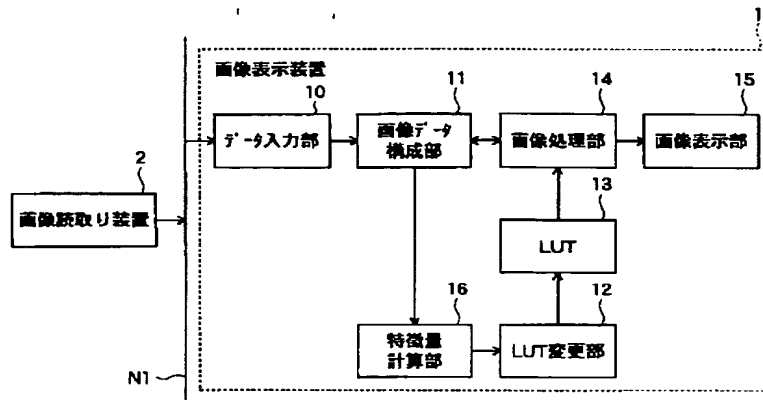 1
画像表示装置
10
11
14
15
データ入力部
画像データ
構成部
画像処理部
画像表示部
2
画像読取り装置
13
LUT
16
12
特徴量
計算部
LUT変更部
N1